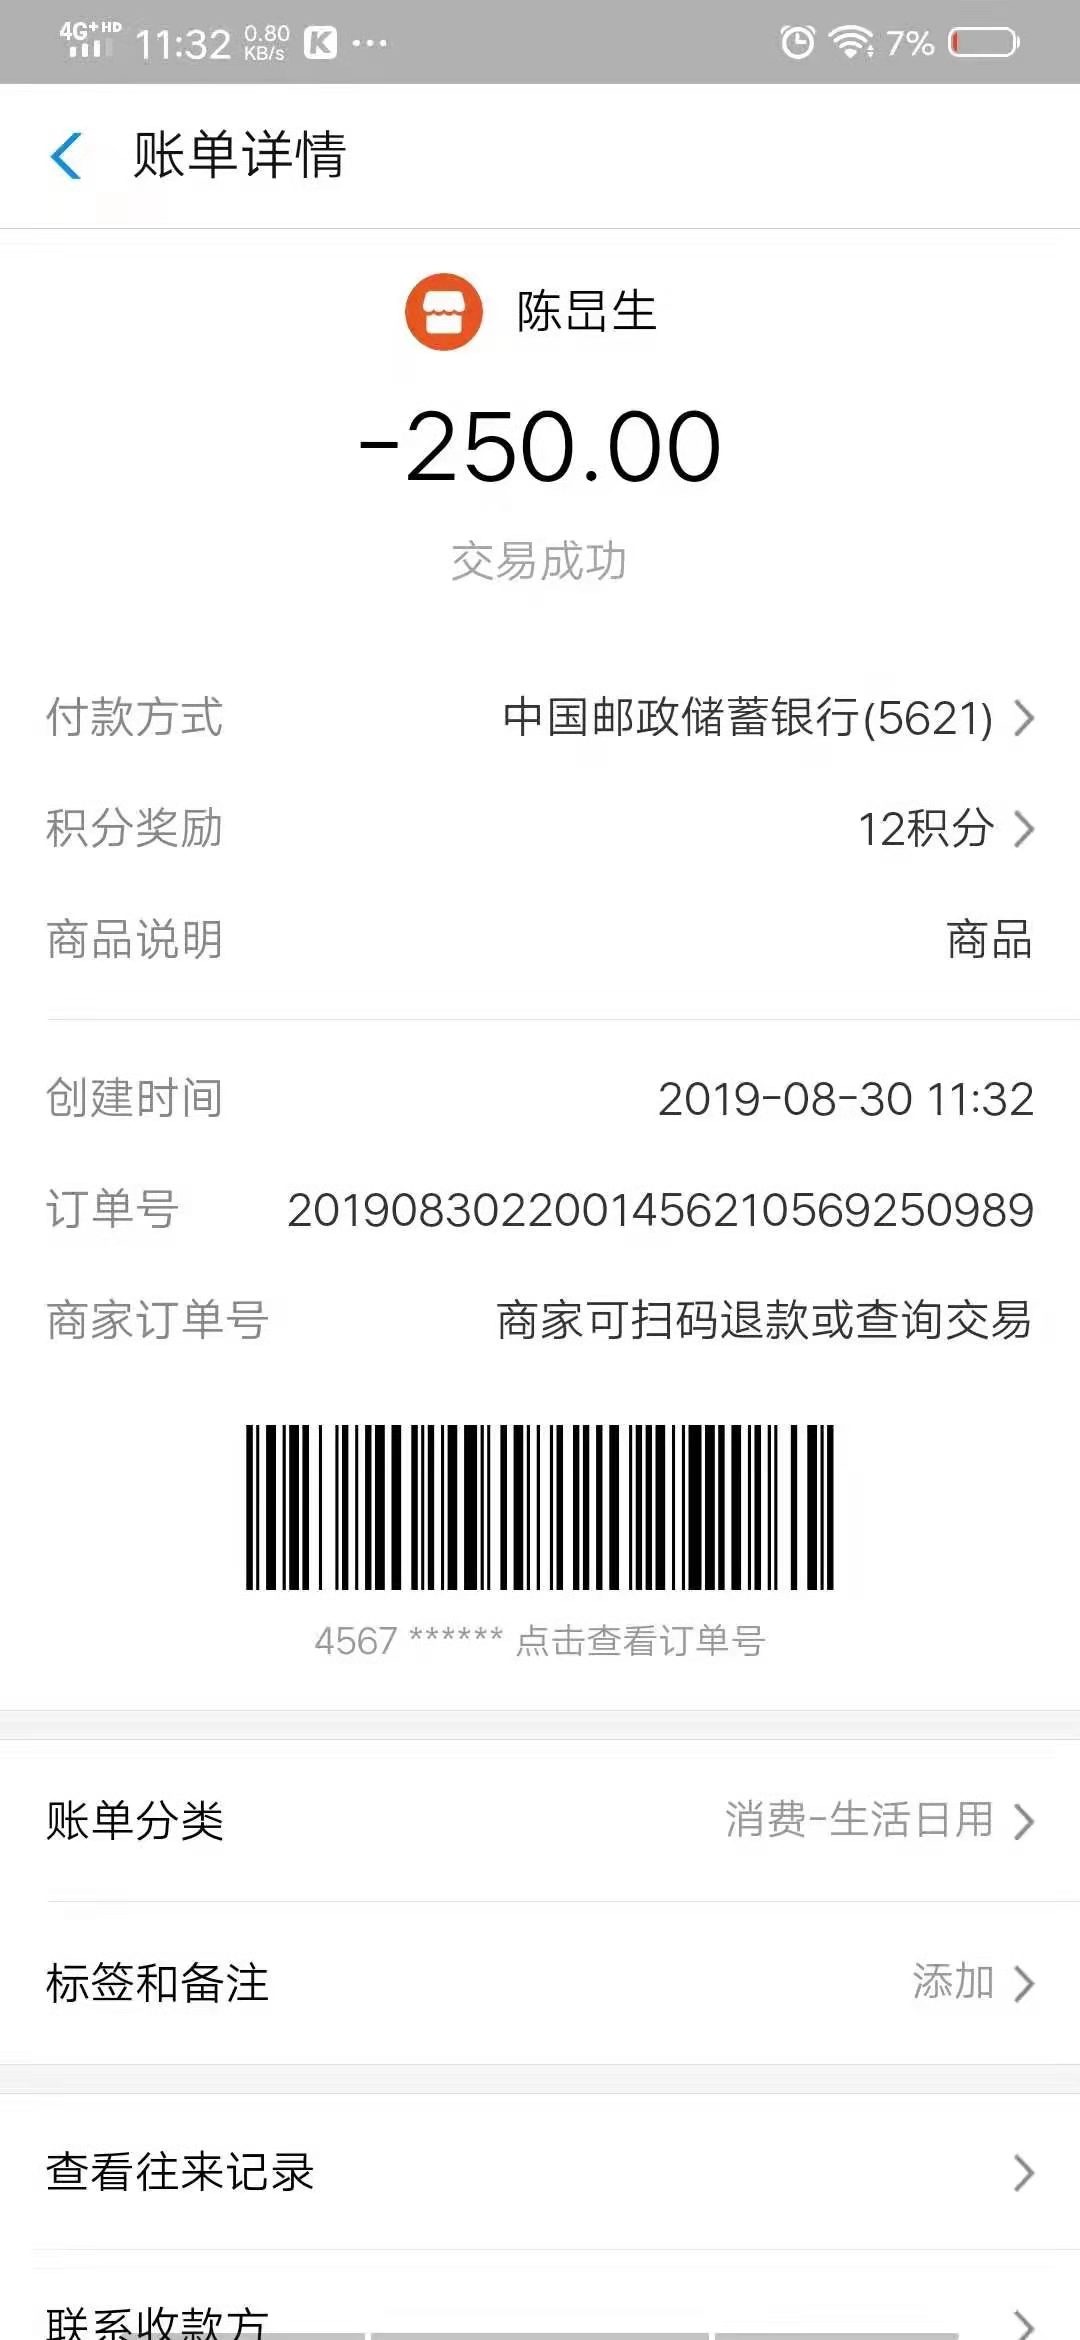 4G+ HD 11:32 0.80 KB/s K ··· 7%
账单详情
陈昌生
-250.00
交易成功
付款方式 中国邮政储蓄银行(5621)
积分奖励 12积分
商品说明 商品
创建时间 2019-08-30 11:32
订单号 2019083022001456210569250989
商家订单号 商家可扫码退款或查询交易
4567 ****** 点击查看订单号
账单分类 消费-生活日用
标签和备注 添加
查看往来记录
联系收款方